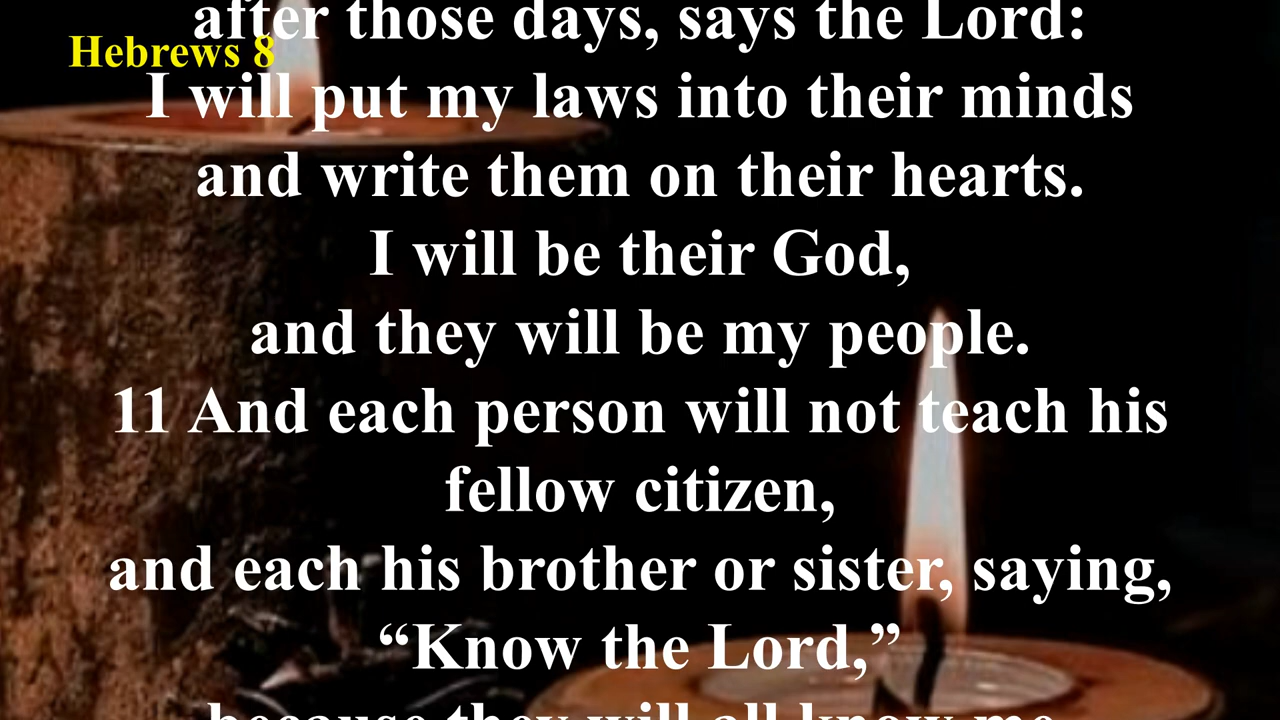 after those days, says the Lord:
Hebrews 8
I will put my laws into their minds
and write them on their hearts.
I will be their God,
and they will be my people.
11 And each person will not teach his
fellow citizen,
and each his brother or sister, saying,
“Know the Lord,”
because they will all know me,